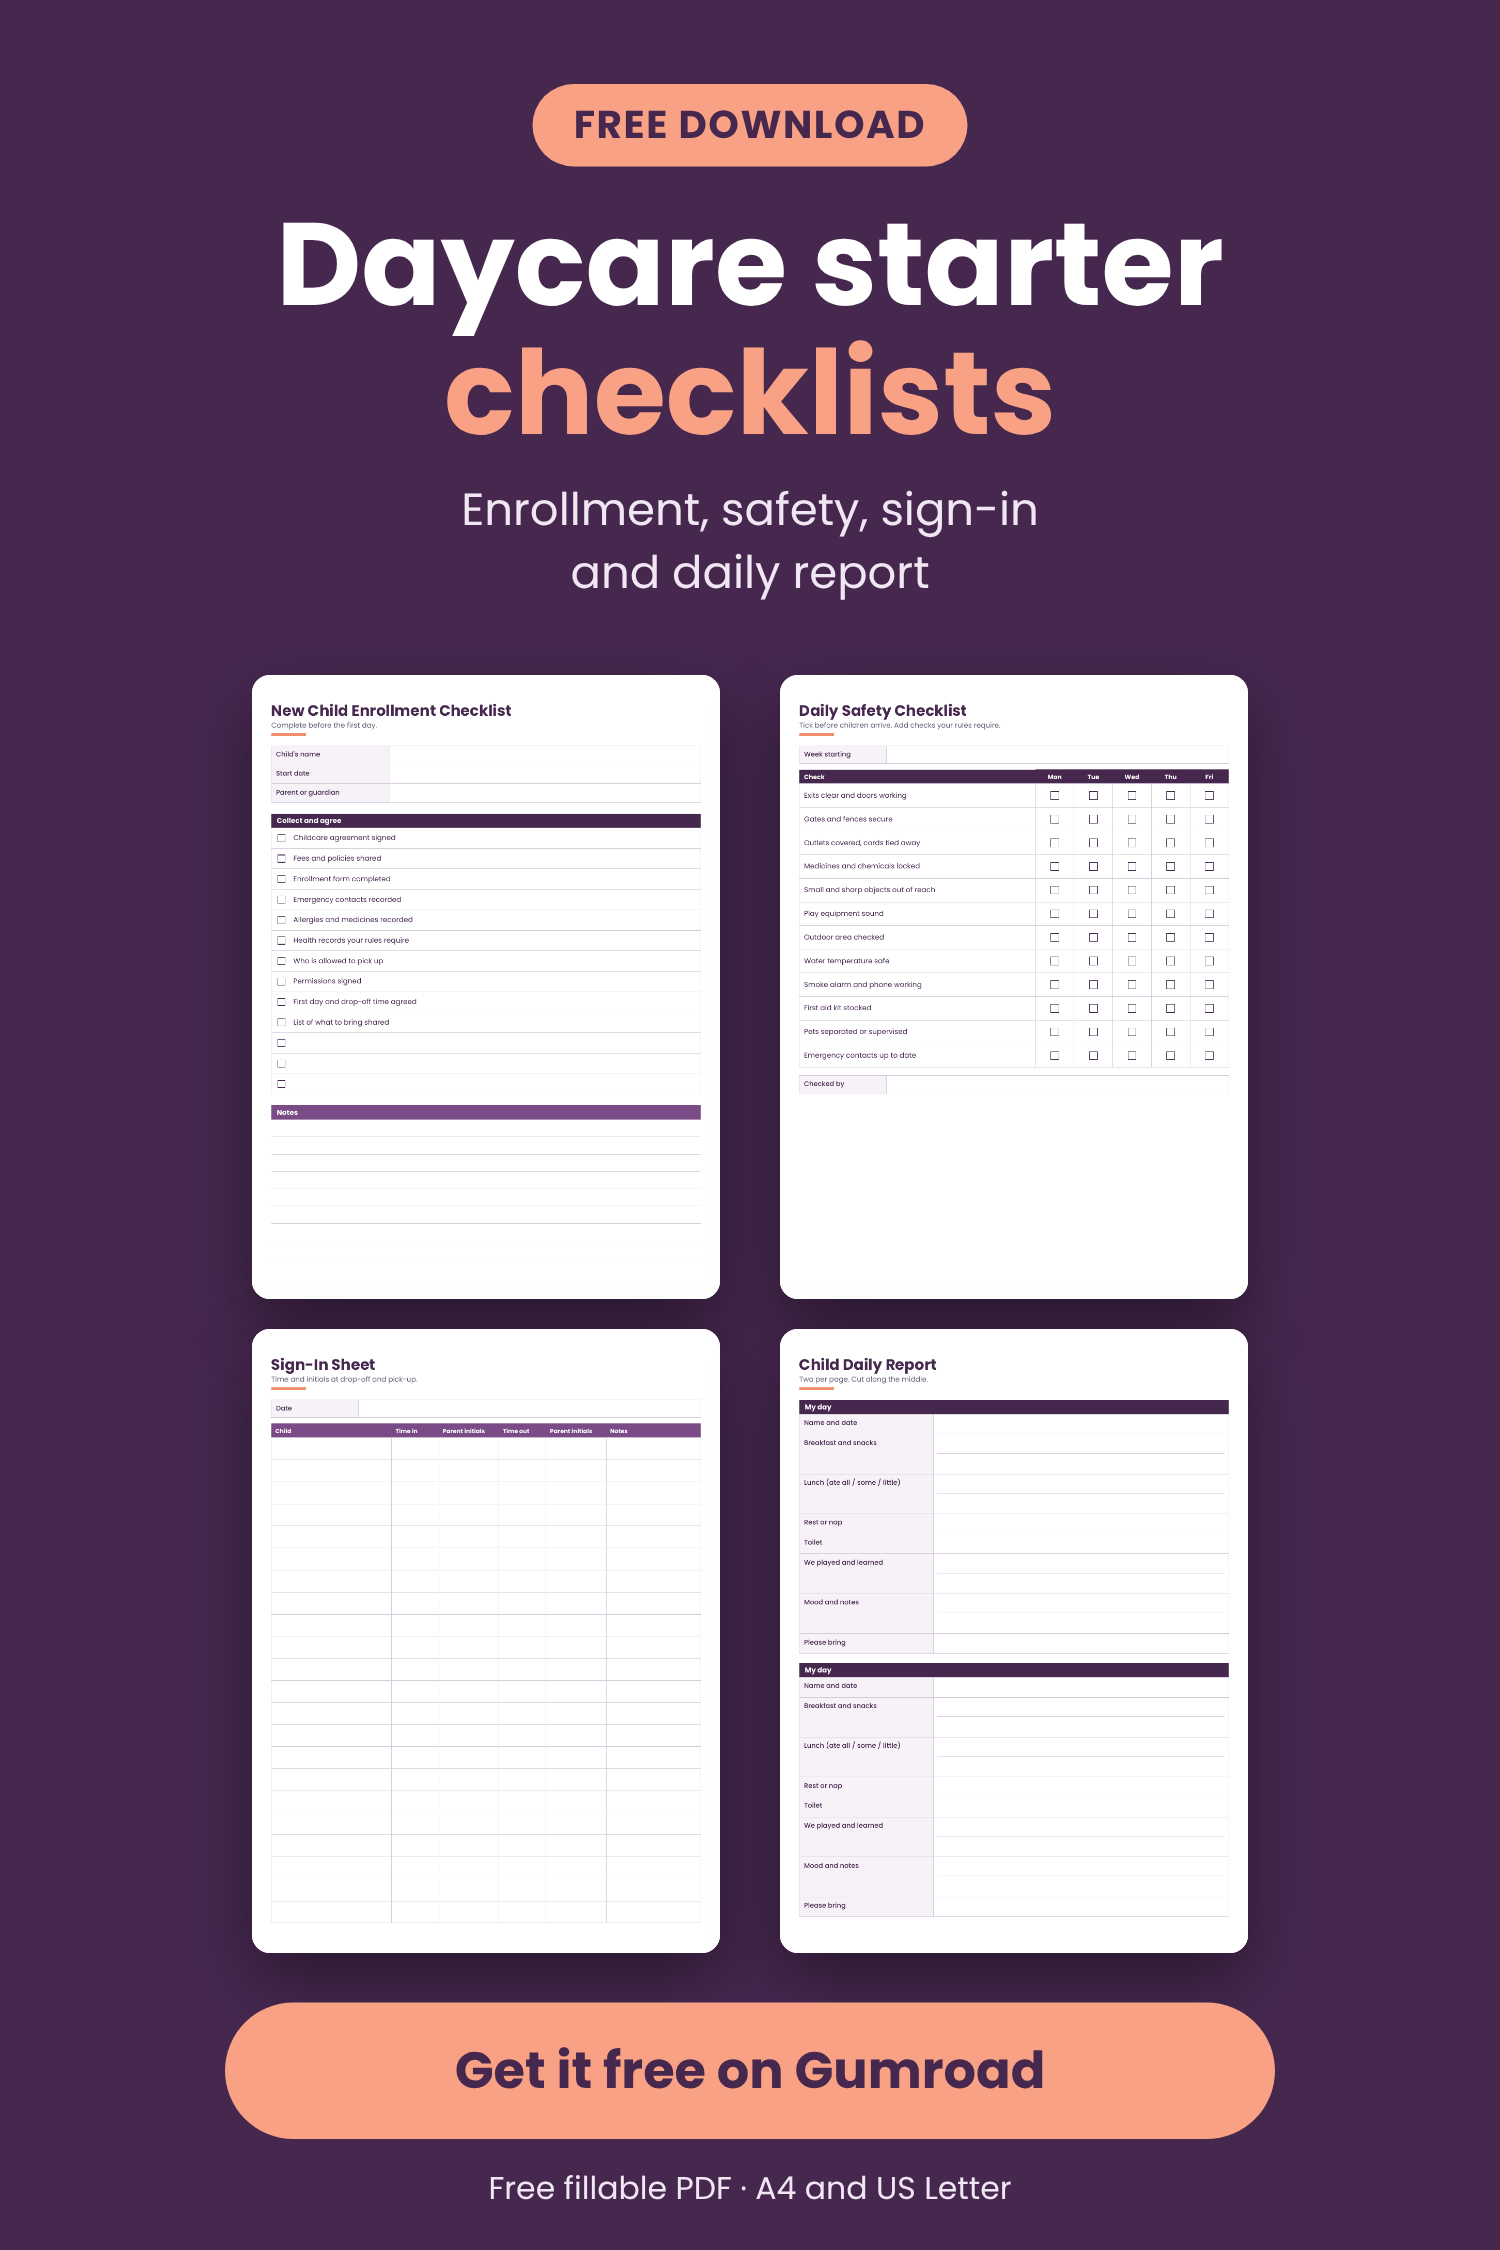 FREE DOWNLOAD
Daycare starter
checklists
Enrollment, safety, sign-in
and daily report
New Child Enrollment Checklist
Complete before the first day.
Child's name
Start date
Parent or guardian
Collect and agree
Childcare agreement signed
Fees and policies shared
Enrollment form completed
Emergency contacts recorded
Allergies and medicines recorded
Health records your rules require
Who is allowed to pick up
Permissions signed
First day and drop-off time agreed
List of what to bring shared
Notes
Daily Safety Checklist
Tick before children arrive. Add checks your rules require.
Week starting
Check Mon Tue Wed Thu Fri
Exits clear and doors working
Gates and fences secure
Outlets covered, cords tied away
Medicines and chemicals locked
Small and sharp objects out of reach
Play equipment sound
Outdoor area checked
Water temperature safe
Smoke alarm and phone working
First aid kit stocked
Pets separated or supervised
Emergency contacts up to date
Checked by
Sign-In Sheet
Time and initials at drop-off and pick-up.
Date
Child Time in Parent initials Time out Parent initials Notes
Child Daily Report
Two per page. Cut along the middle.
My day
Name and date
Breakfast and snacks
Lunch (ate all / some / little)
Rest or nap
Toilet
We played and learned
Mood and notes
Please bring
My day
Name and date
Breakfast and snacks
Lunch (ate all / some / little)
Rest or nap
Toilet
We played and learned
Mood and notes
Please bring
Get it free on Gumroad
Free fillable PDF · A4 and US Letter